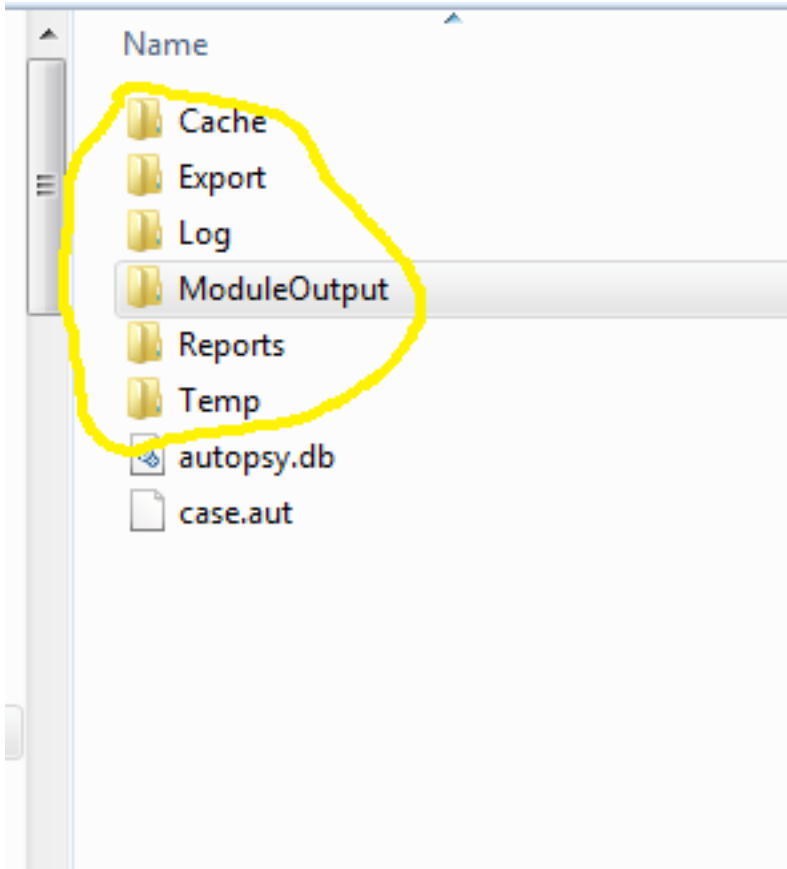 Name
Cache
Export
Log
ModuleOutput
Reports
Temp
autopsy.db
case.aut